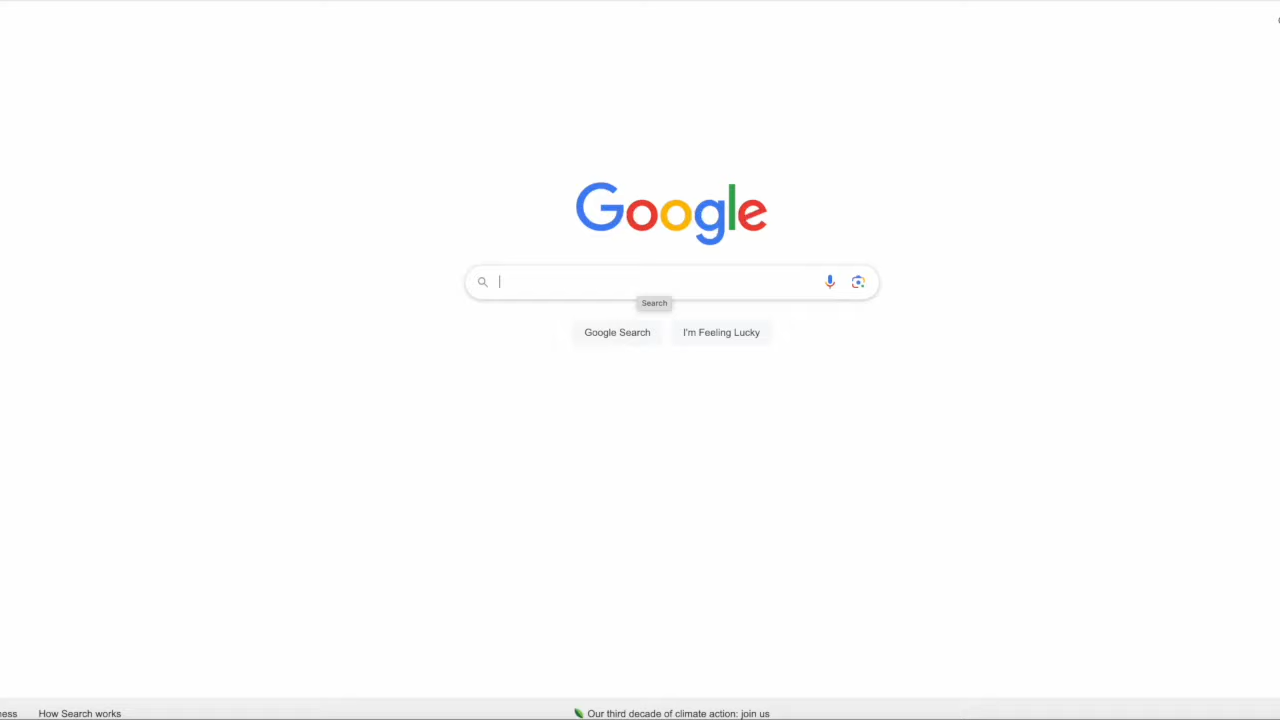 Google
Search
Google Search
I'm Feeling Lucky
How Search works
Our third decade of climate action: join us